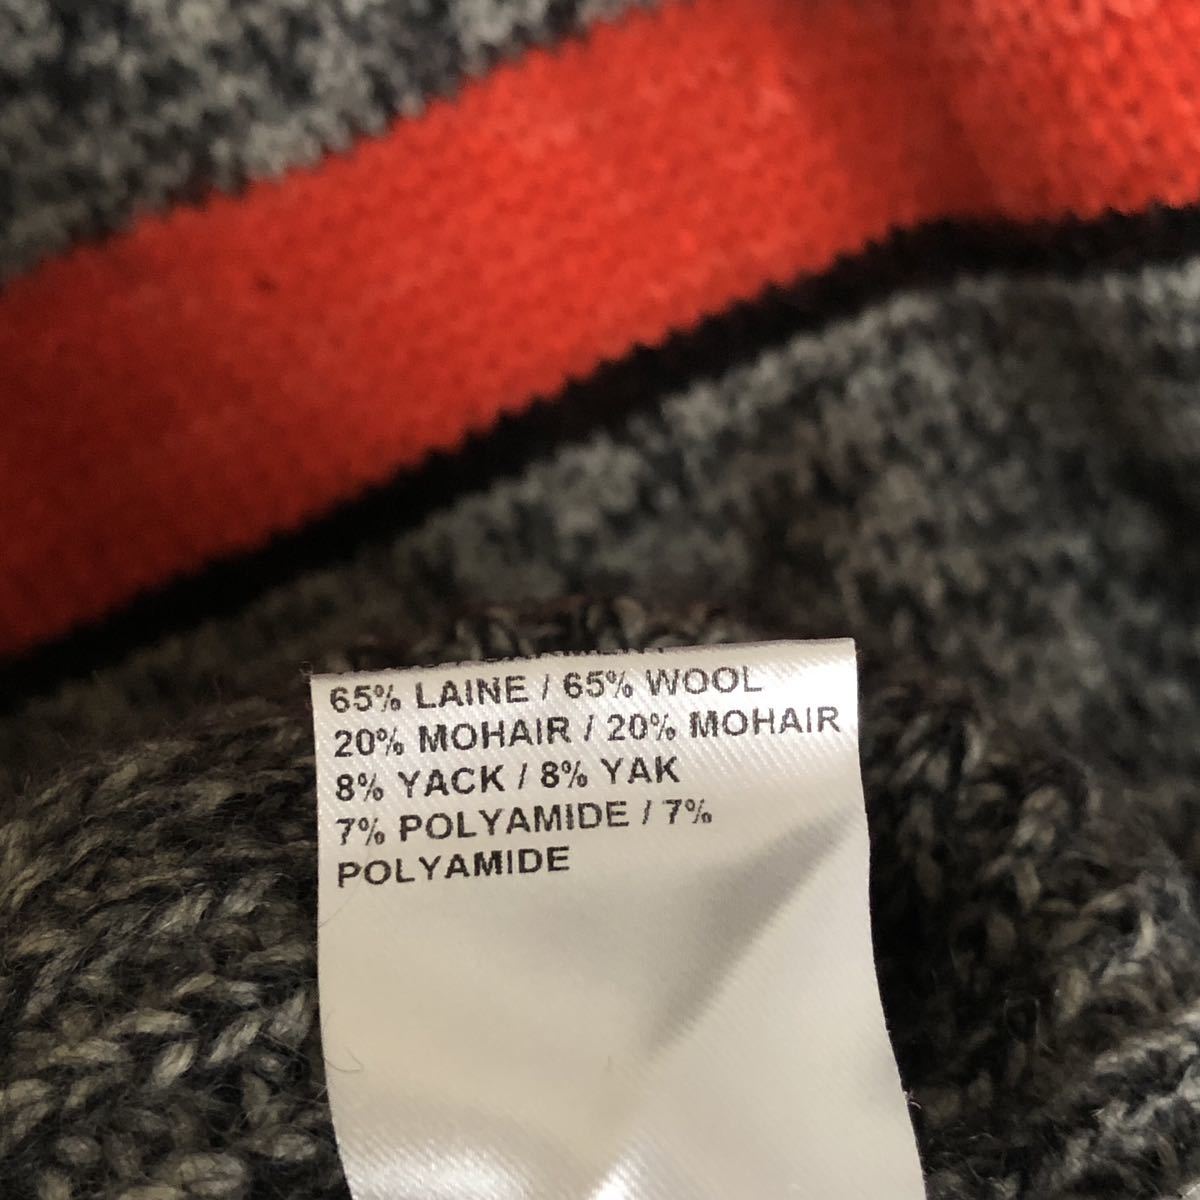 65% LAINE / 65% WOOL
20% MOHAIR / 20% MOHAIR
8% YACK / 8% YAK
7% POLYAMIDE / 7%
POLYAMIDE